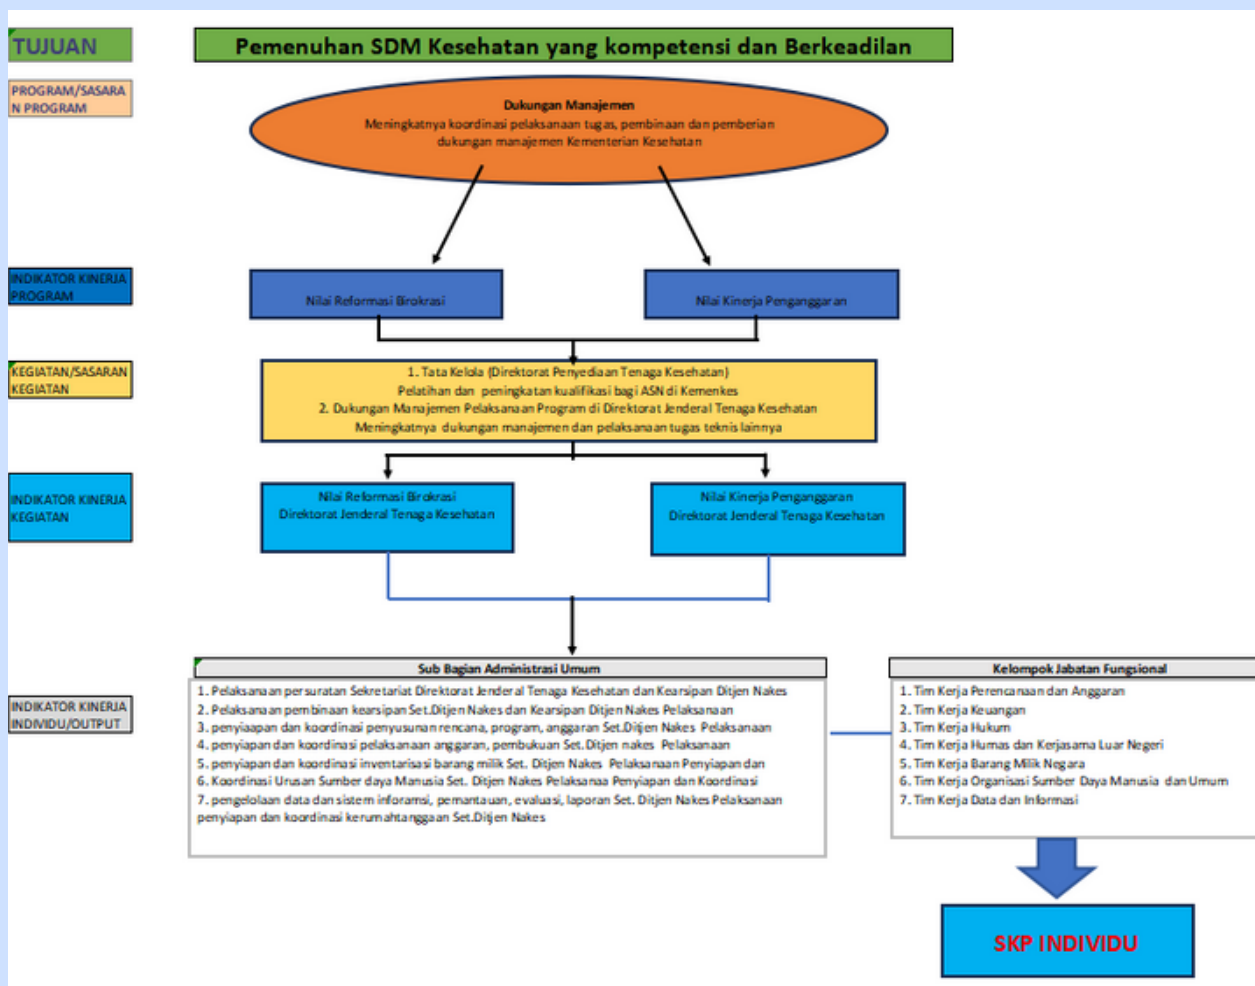 TUJUAN
Pemenuhan SDM Kesehatan yang kompetensi dan Berkeadilan
PROGRAM/SASARA
N PROGRAM
Dukungan Manajemen
Meningkatnya koordinasi pelaksanaan tugas, pembinaan dan pemberian
dukungan manajemen Kementerian Kesehatan
INDIKATOR KINERJA
PROGRAM
Nilai Reformasi Birokrasi
Nilai Kinerja Penganggaran
KEGIATAN/SASARAN
KEGIATAN
1. Tata Kelola (Direktorat Penyediaan Tenaga Kesehatan)
Pelatihan dan peningkatan kualifikasi bagi ASN di Kemenkes
2. Dukungan Manajemen Pelaksanaan Program di Direktorat Jenderal Tenaga Kesehatan
Meningkatnya dukungan manajemen dan pelaksanaan tugas teknis lainnya
INDIKATOR KINERJA
KEGIATAN
Nilai Reformasi Birokrasi
Direktorat Jenderal Tenaga Kesehatan
Nilai Kinerja Penganggaran
Direktorat Jenderal Tenaga Kesehatan
INDIKATOR KINERJA
INDIVIDU/OUTPUT
Sub Bagian Administrasi Umum
1. Pelaksanaan persuratan Sekretariat Direktorat Jenderal Tenaga Kesehatan dan Kearsipan Ditjen Nakes
2. Pelaksanaan pembinaan kearsipan Set.Ditjen Nakes dan Kearsipan Ditjen Nakes Pelaksanaan
3. penyiaapan dan koordinasi penyusunan rencana, program, anggaran Set.Ditjen Nakes Pelaksanaan
4. penyiapan dan koordinasi pelaksanaan anggaran, pembukuan Set.Ditjen nakes Pelaksanaan
5. penyiapan dan koordinasi inventarisasi barang milik Set. Ditjen Nakes Pelaksanaan Penyiapan dan
6. Koordinasi Urusan Sumber daya Manusia Set. Ditjen Nakes Pelaksanaa Penyiapan dan Koordinasi
7. pengelolaan data dan sistem inforamsi, pemantauan, evaluasi, laporan Set. Ditjen Nakes Pelaksanaan
penyiapan dan koordinasi kerumahtanggaan Set.Ditjen Nakes
Kelompok Jabatan Fungsional
1. Tim Kerja Perencanaan dan Anggaran
2. Tim Kerja Keuangan
3. Tim Kerja Hukum
4. Tim Kerja Humas dan Kerjasama Luar Negeri
5. Tim Kerja Barang Milik Negara
6. Tim Kerja Organisasi Sumber Daya Manusia dan Umum
7. Tim Kerja Data dan Informasi
SKP INDIVIDU